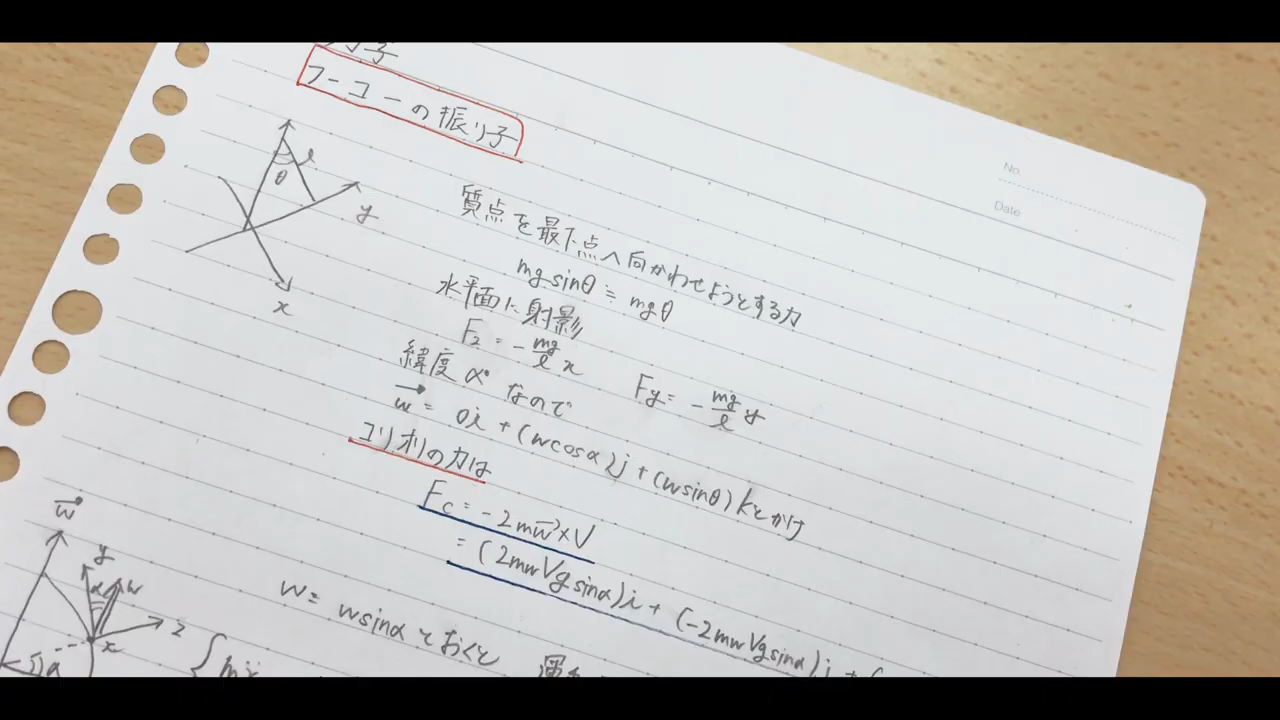 フーコーの振り子
l
θ
y
x
質点を最下点へ向かわせようとする力
mg sinθ ≒ mgθ
水平面に射影
Fx = - mg/l x Fy = - mg/l y
緯度 α° なので
w⃗ = 0i + (wcosα)j + (wsinθ)k とかけ
コリオリの力は
Fc = -2mw⃗×V
= (2mwVy sinα)i + (-2mwVy sinα)j + (
w = wsinα とおくと
w⃗
y
α
w
z
x
α
No.
Date